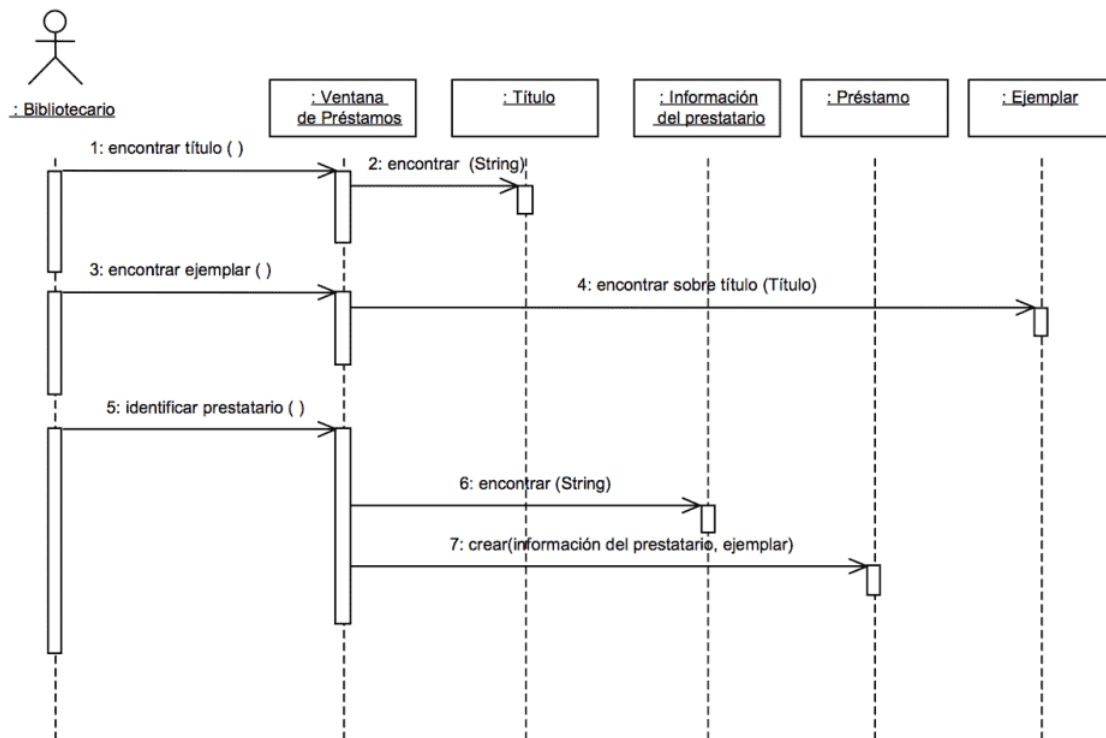 : Bibliotecario
: Ventana
de Préstamos
: Título
: Información
del prestatario
: Préstamo
: Ejemplar
1: encontrar título ( )
2: encontrar (String)
3: encontrar ejemplar ( )
4: encontrar sobre título (Título)
5: identificar prestatario ( )
6: encontrar (String)
7: crear(información del prestatario, ejemplar)